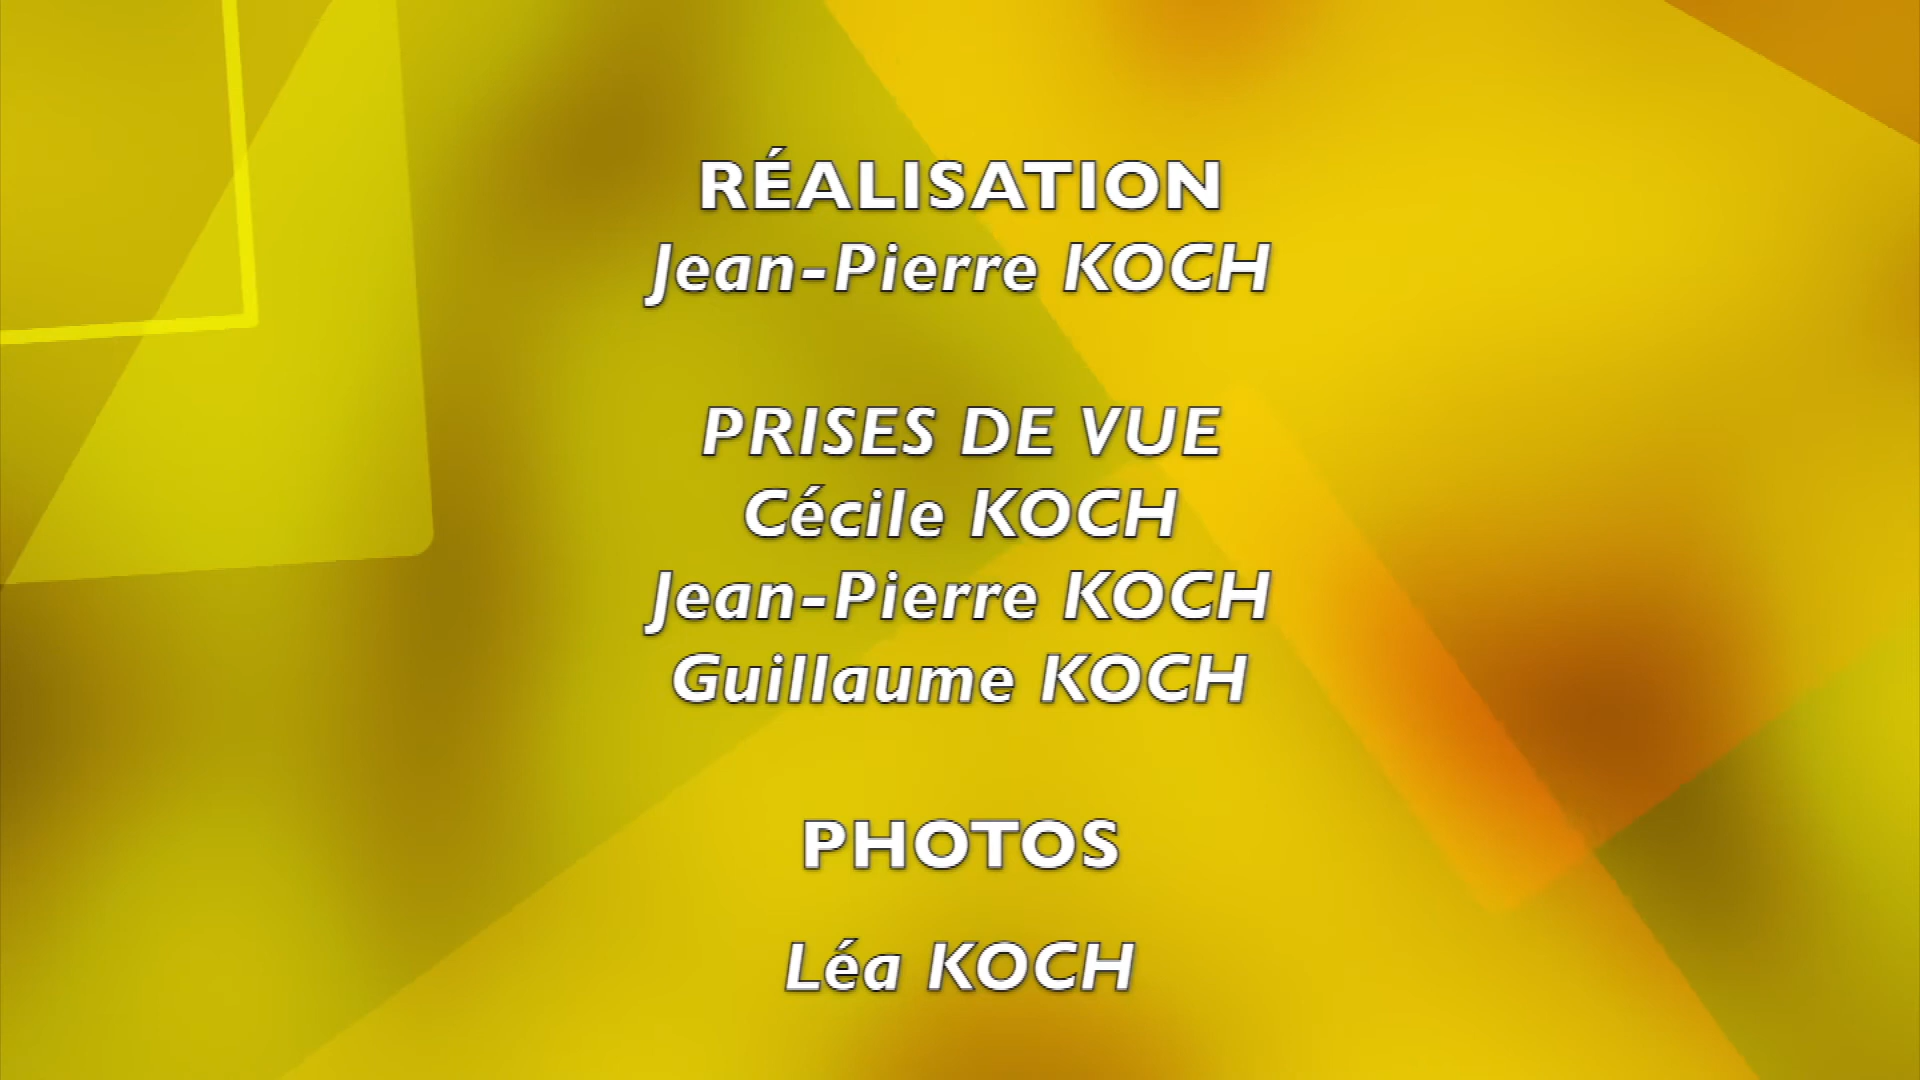 RÉALISATION
Jean-Pierre KOCH
PRISES DE VUE
Cécile KOCH
Jean-Pierre KOCH
Guillaume KOCH
PHOTOS
Léa KOCH